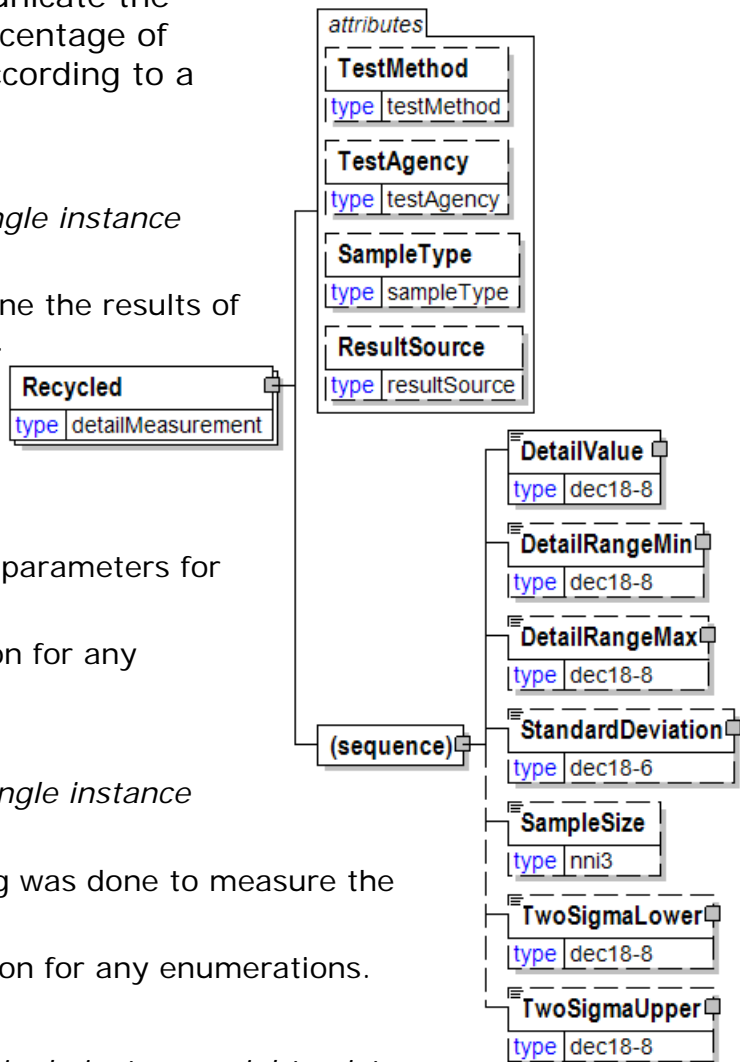 centage of
cording to a
ngle instance
ne the results of
parameters for
on for any
ngle instance
g was done to measure the
on for any enumerations.
attributes
TestMethod
type testMethod
TestAgency
type testAgency
SampleType
type sampleType
ResultSource
type resultSource
Recycled
type detailMeasurement
(sequence)
DetailValue
type dec18-8
DetailRangeMin
type dec18-8
DetailRangeMax
type dec18-8
StandardDeviation
type dec18-6
SampleSize
type nni3
TwoSigmaLower
type dec18-8
TwoSigmaUpper
type dec18-8